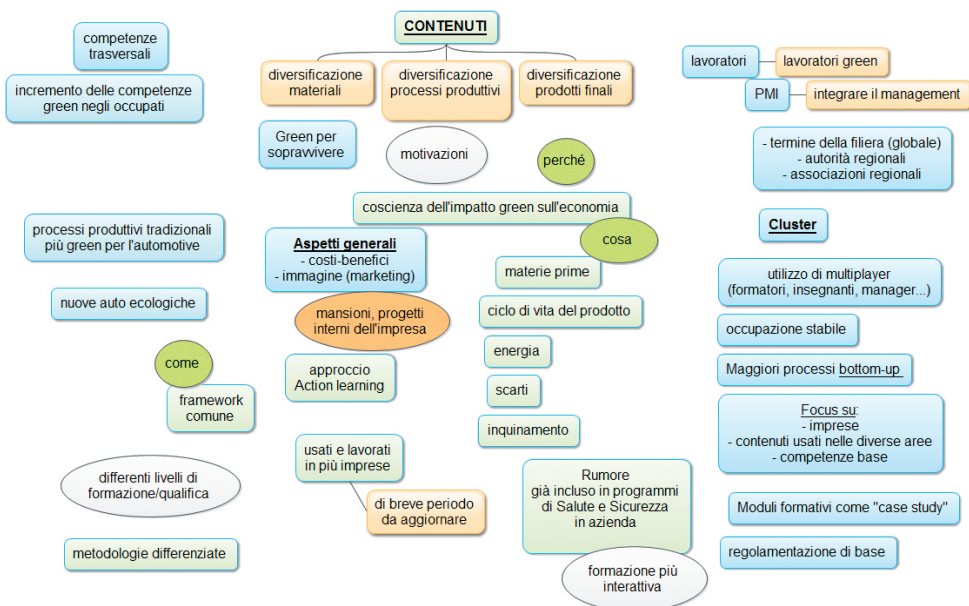 competenze
trasversali
incremento delle competenze
green negli occupati
CONTENUTI
diversificazione
materiali
diversificazione
processi produttivi
diversificazione
prodotti finali
lavoratori
lavoratori green
PMI
integrare il management
Green per
sopravvivere
motivazioni
perché
- termine della filiera (globale)
- autorità regionali
- associazioni regionali
coscienza dell'impatto green sull'economia
cosa
Cluster
processi produttivi tradizionali
più green per l'automotive
Aspetti generali
- costi-benefici
- immagine (marketing)
materie prime
utilizzo di multiplayer
(formatori, insegnanti, manager...)
nuove auto ecologiche
mansioni, progetti
interni dell'impresa
ciclo di vita del prodotto
occupazione stabile
energia
come
framework
comune
approccio
Action learning
scarti
Maggiori processi bottom-up
inquinamento
Focus su:
- imprese
- contenuti usati nelle diverse aree
- competenze base
usati e lavorati
in più imprese
differenti livelli di
formazione/qualifica
di breve periodo
da aggiornare
Rumore
già incluso in programmi
di Salute e Sicurezza
in azienda
Moduli formativi come "case study"
metodologie differenziate
formazione più
interattiva
regolamentazione di base